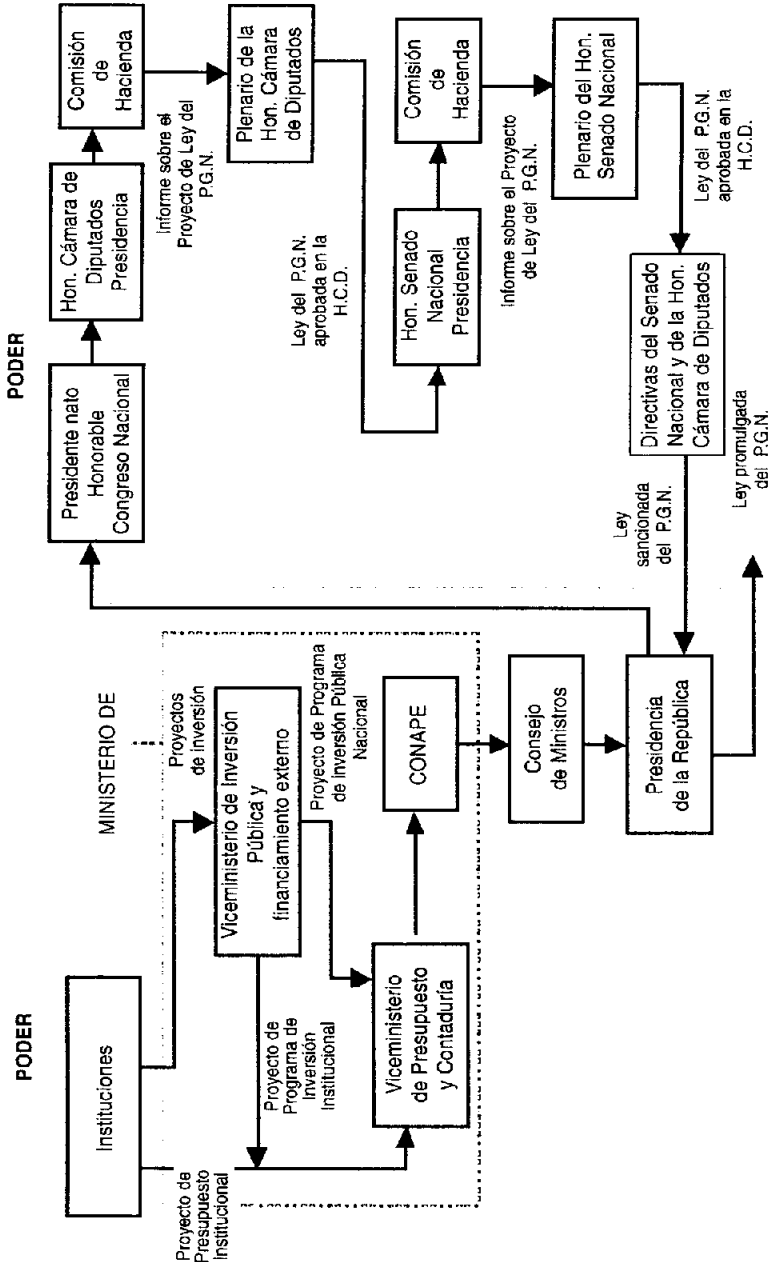 PODER
Instituciones
Proyecto de
Presupuesto
Institucional
MINISTERIO DE
Proyectos
de inversión
Viceministerio de Inversión
Pública y
financiamiento externo
Proyecto de
Programa de
Inversión
Institucional
Proyecto de Programa
de Inversión Pública
Nacional
Viceministerio
de Presupuesto
y Contaduría
CONAPE
Consejo
de Ministros
Presidencia
de la República
PODER
Presidente nato
Honorable
Congreso Nacional
Hon. Cámara de
Diputados
Presidencia
Comisión
de
Hacienda
Informe sobre el
Proyecto de Ley del
P.G.N.
Plenario de la
Hon. Cámara
de Diputados
Ley del P.G.N.
aprobada en la
H.C.D.
Hon. Senado
Nacional
Presidencia
Comisión
de
Hacienda
Informe sobre el Proyecto
de Ley del P.G.N.
Plenario del Hon.
Senado Nacional
Ley del P.G.N.
aprobada en la
H.C.D.
Directivas del Senado
Nacional y de la Hon.
Cámara de Diputados
Ley
sancionada
del P.G.N.
Ley promulgada
del P.G.N.